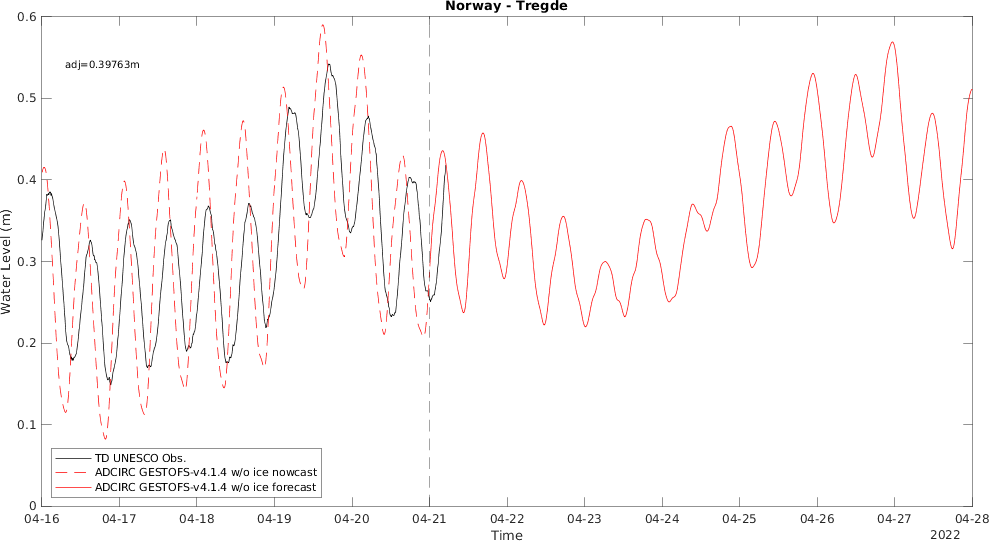 Norway - Tregde
adj=0.39763m
Water Level (m)
0.6
0.5
0.4
0.3
0.2
0.1
0
TD UNESCO Obs.
ADCIRC GESTOFS-v4.1.4 w/o ice nowcast
ADCIRC GESTOFS-v4.1.4 w/o ice forecast
04-16 04-17 04-18 04-19 04-20 04-21 04-22 04-23 04-24 04-25 04-26 04-27 04-28
Time
2022